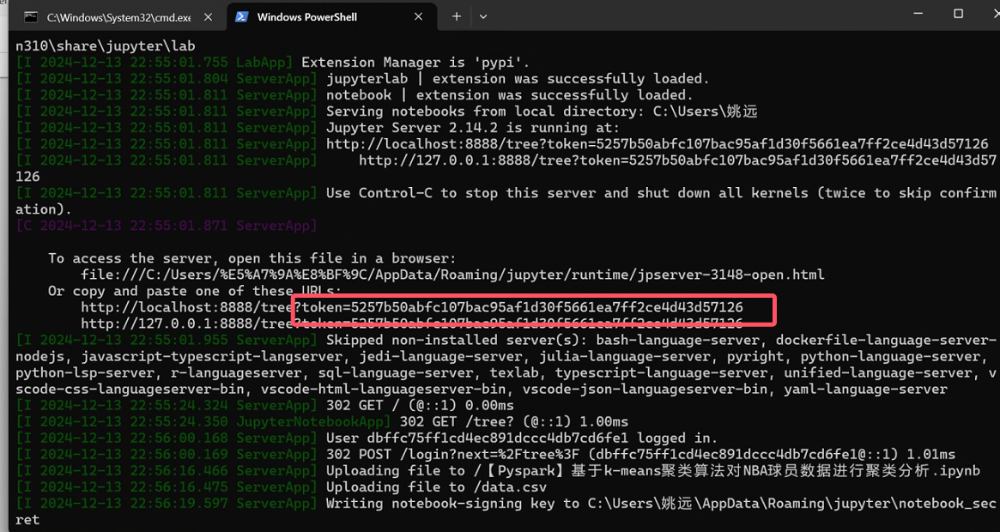 C:\Windows\System32\cmd.exe
Windows PowerShell
n310\share\jupyter\lab
[I 2024-12-13 22:55:01.755 LabApp] Extension Manager is 'pypi'.
[I 2024-12-13 22:55:01.804 ServerApp] jupyterlab | extension was successfully loaded.
[I 2024-12-13 22:55:01.811 ServerApp] notebook | extension was successfully loaded.
[I 2024-12-13 22:55:01.811 ServerApp] Serving notebooks from local directory: C:\Users\姚远
[I 2024-12-13 22:55:01.811 ServerApp] Jupyter Server 2.14.2 is running at:
[I 2024-12-13 22:55:01.811 ServerApp] http://localhost:8888/tree?token=5257b50abfc107bac95af1d30f5661ea7ff2ce4d43d57126
[I 2024-12-13 22:55:01.811 ServerApp]     http://127.0.0.1:8888/tree?token=5257b50abfc107bac95af1d30f5661ea7ff2ce4d43d57
126
[I 2024-12-13 22:55:01.811 ServerApp] Use Control-C to stop this server and shut down all kernels (twice to skip confirm
ation).
[C 2024-12-13 22:55:01.871 ServerApp]
To access the server, open this file in a browser:
file:///C:/Users/%E5%A7%9A%E8%BF%9C/AppData/Roaming/jupyter/runtime/jpserver-3148-open.html
Or copy and paste one of these URLs:
http://localhost:8888/tree?token=5257b50abfc107bac95af1d30f5661ea7ff2ce4d43d57126
http://127.0.0.1:8888/tree?token=5257b50abfc107bac95af1d30f5661ea7ff2ce4d43d57126
[I 2024-12-13 22:55:01.955 ServerApp] Skipped non-installed server(s): bash-language-server, dockerfile-language-server-
nodejs, javascript-typescript-langserver, jedi-language-server, julia-language-server, pyright, python-language-server,
python-lsp-server, r-languageserver, sql-language-server, texlab, typescript-language-server, unified-language-server, v
scode-css-languageserver-bin, vscode-html-languageserver-bin, vscode-json-languageserver-bin, yaml-language-server
[I 2024-12-13 22:55:24.324 ServerApp] 302 GET / (@::1) 0.00ms
[I 2024-12-13 22:55:24.350 JupyterNotebookApp] 302 GET /tree? (@::1) 1.00ms
[I 2024-12-13 22:56:00.168 ServerApp] User dbffc75ff1cd4ec891dccc4db7cd6fe1 logged in.
[I 2024-12-13 22:56:00.169 ServerApp] 302 POST /login?next=%2Ftree%3F (dbffc75ff1cd4ec891dccc4db7cd6fe1@::1) 1.01ms
[I 2024-12-13 22:56:16.466 ServerApp] Uploading file to /【Pyspark】基于k-means聚类算法对NBA球员数据进行聚类分析.ipynb
[I 2024-12-13 22:56:16.475 ServerApp] Uploading file to /data.csv
[I 2024-12-13 22:56:19.597 ServerApp] Writing notebook-signing key to C:\Users\姚远\AppData\Roaming\jupyter\notebook_sec
ret